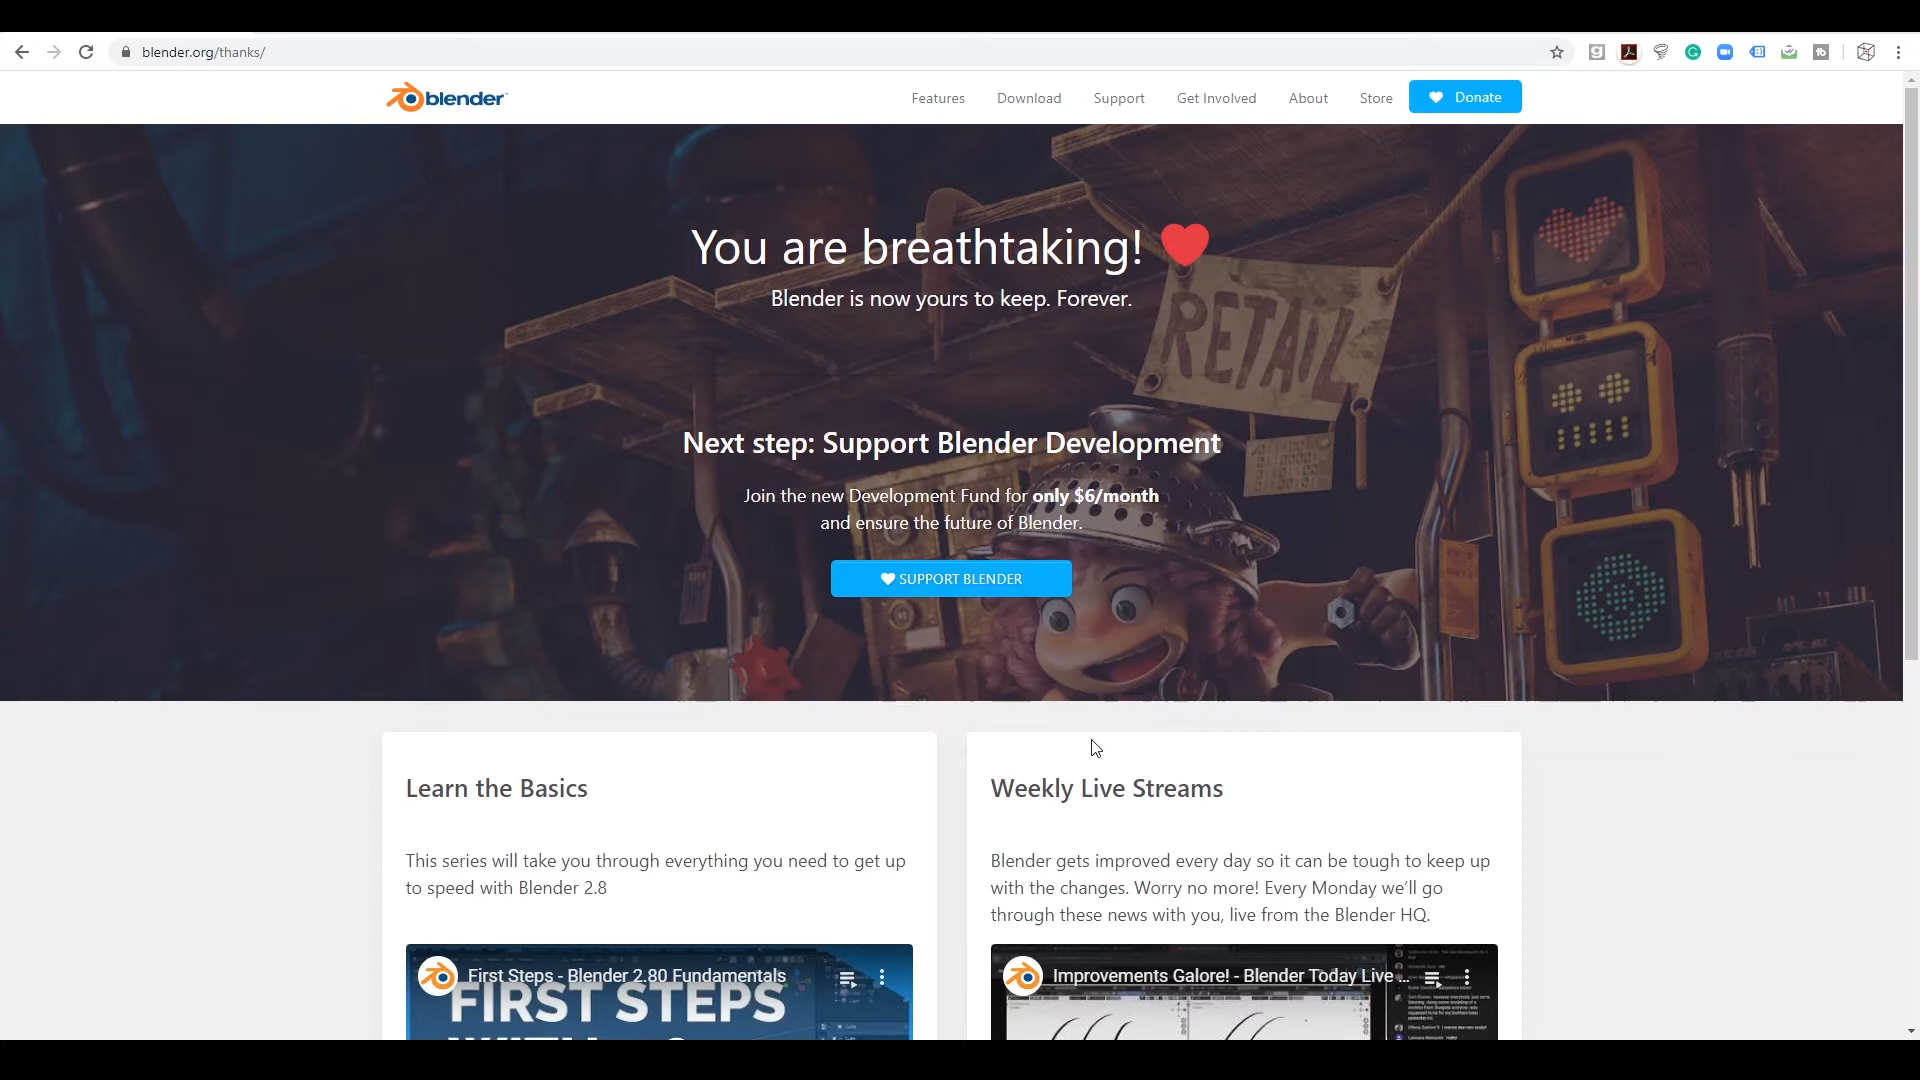 blender.org/thanks/
blender
Features
Download
Support
Get Involved
About
Store
Donate
You are breathtaking!
Blender is now yours to keep. Forever.
RETAIL
Next step: Support Blender Development
Join the new Development Fund for only $6/month
and ensure the future of Blender.
SUPPORT BLENDER
Learn the Basics
This series will take you through everything you need to get up
to speed with Blender 2.8
First Steps - Blender 2.80 Fundamentals
FIRST STEPS
Weekly Live Streams
Blender gets improved every day so it can be tough to keep up
with the changes. Worry no more! Every Monday we’ll go
through these news with you, live from the Blender HQ.
Improvements Galore! - Blender Today Live ...